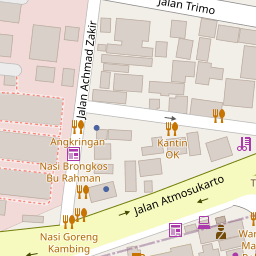 Jalan Trimo
Jalan Achmad Zakir
Angkringan
Kantin
OK
Nasi Brongkos
Bu Rahman
Jalan Atmosukarto
Nasi Goreng
Kambing